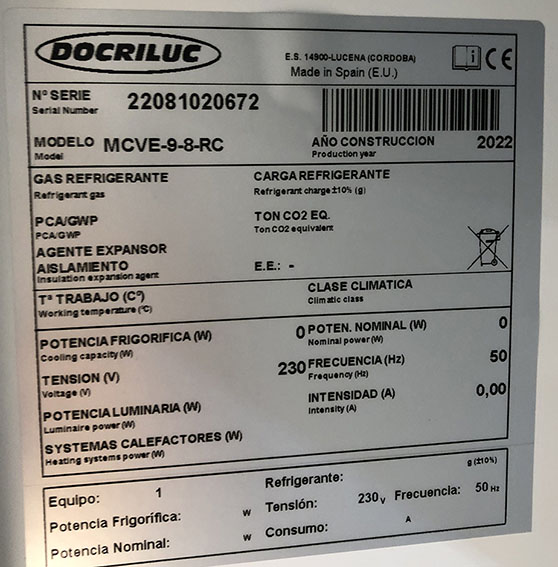 DOCRILUC
E.S. 14900-LUCENA (CORDOBA)
Made in Spain (E.U.)
i CE
Nº SERIE 22081020672
Serial Number
MODELO MCVE-9-8-RC AÑO CONSTRUCCION 2022
Model Production year
GAS REFRIGERANTE CARGA REFRIGERANTE
Refrigerant gas Refrigerant charge±10% (g)
PCA/GWP TON CO2 EQ.
PCA/GWP Ton CO2 equivalent
AGENTE EXPANSOR
AISLAMIENTO E.E.: -
Insulation expansion agent
Tª TRABAJO (Cº) CLASE CLIMATICA
Working temperature (°C) Climatic class
POTENCIA FRIGORIFICA (W) 0 POTEN. NOMINAL (W) 0
Cooling capacity (W) Nominal power (W)
TENSION (V) 230 FRECUENCIA (Hz) 50
Voltage (V) Frequency (Hz)
POTENCIA LUMINARIA (W) INTENSIDAD (A) 0,00
Luminaire power (W) Intensity (A)
SYSTEMAS CALEFACTORES (W)
Heating systems power (W)
Equipo: 1 Refrigerante: g (±10%)
Potencia Frigorífica: w Tensión: 230 v Frecuencia: 50 Hz
Potencia Nominal: w Consumo: A